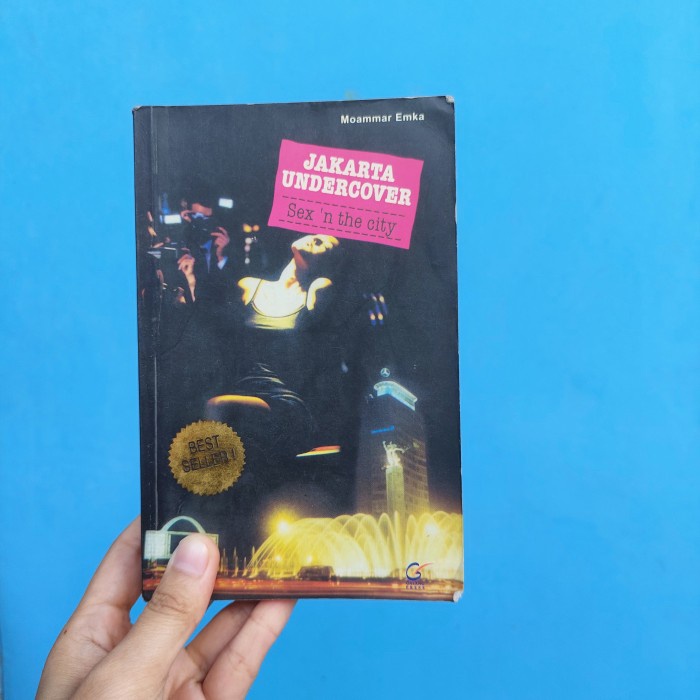 Moammar Emka
JAKARTA
UNDERCOVER
Sex 'n the city
BEST
SELLER!